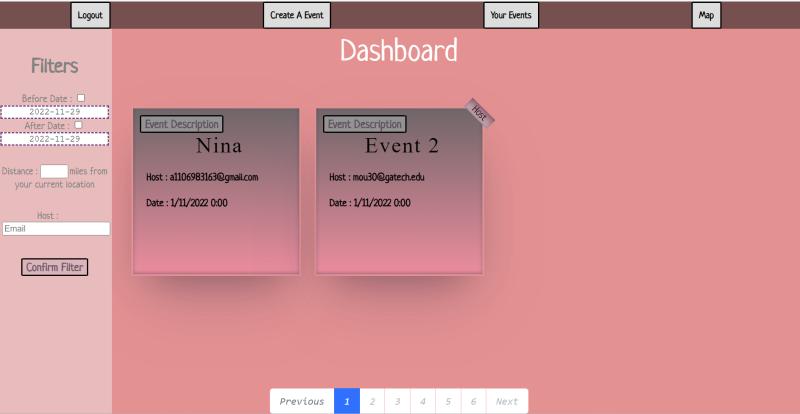 Logout
Create A Event
Your Events
Map
Dashboard
Filters
Before Date :
2022-11-29
After Date :
2022-11-29
Distance : miles from
your current location
Host :
Email
Confirm Filter
Event Description
Nina
Host : a1106983163@gmail.com
Date : 1/11/2022 0:00
Host
Event Description
Event 2
Host : mou30@gatech.edu
Date : 1/11/2022 0:00
Previous 1 2 3 4 5 6 Next